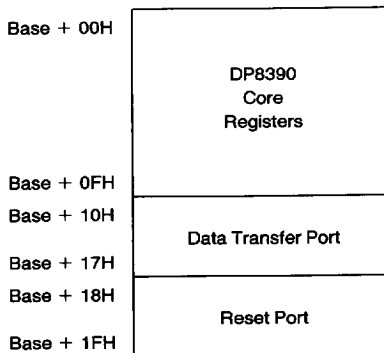 Base + 00H
DP8390
Core
Registers
Base + 0FH
Base + 10H
Data Transfer Port
Base + 17H
Base + 18H
Reset Port
Base + 1FH